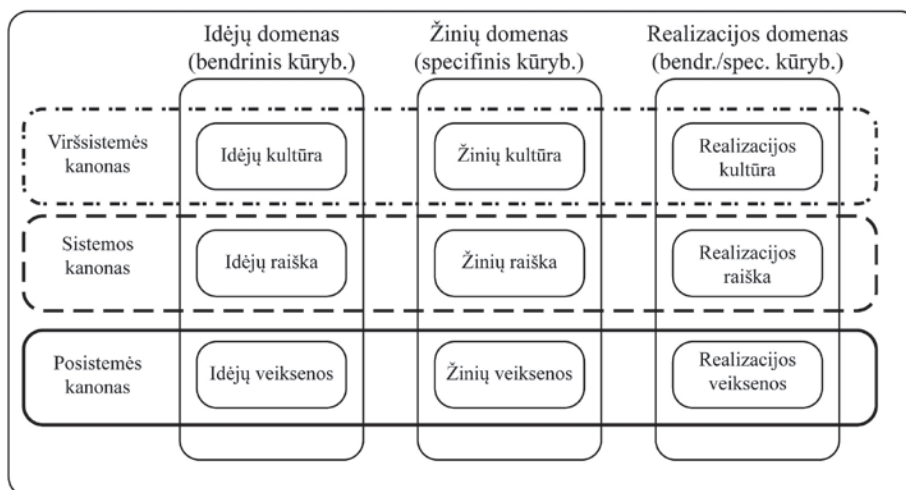 Idėjų domenas
(bendrinis kūryb.)
Žinių domenas
(specifinis kūryb.)
Realizacijos domenas
(bendr./spec. kūryb.)
Viršsistemės
kanonas
Idėjų kultūra
Žinių kultūra
Realizacijos
kultūra
Sistemos
kanonas
Idėjų raiška
Žinių raiška
Realizacijos
raiška
Posistemės
kanonas
Idėjų veiksenos
Žinių veiksenos
Realizacijos
veiksenos